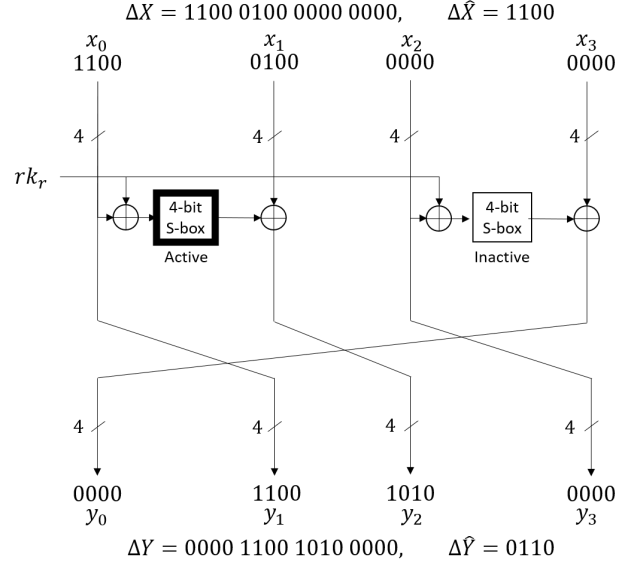 ΔX = 1100 0100 0000 0000, ΔX̂ = 1100
x₀ x₁ x₂ x₃
1100 0100 0000 0000
4 4 4 4
rkᵣ
4-bit S-box 4-bit S-box
Active Inactive
4 4 4 4
0000 1100 1010 0000
y₀ y₁ y₂ y₃
ΔY = 0000 1100 1010 0000, ΔŶ = 0110